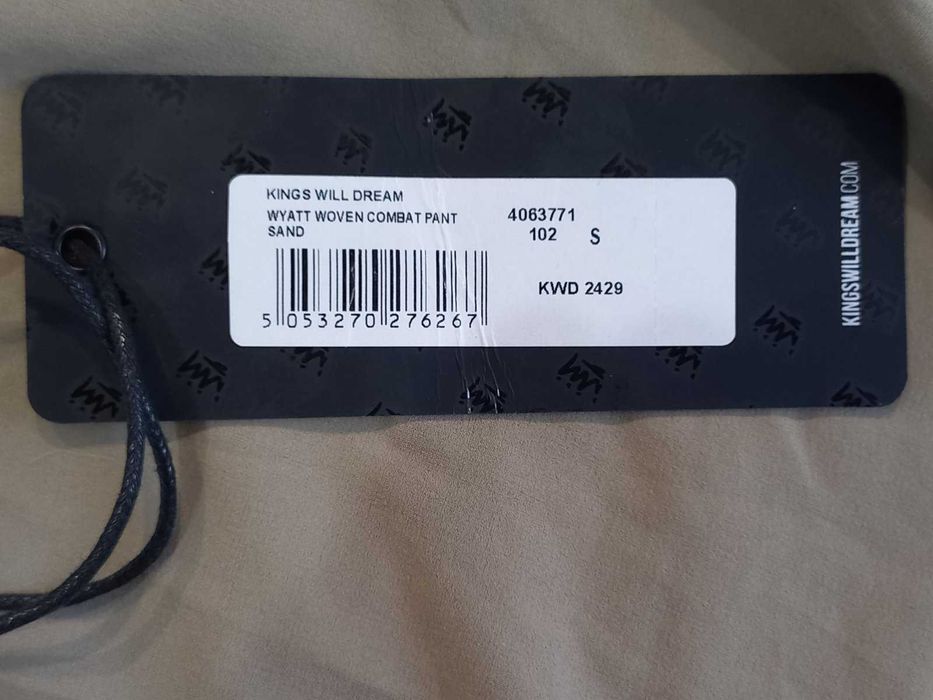 KINGS WILL DREAM
WYATT WOVEN COMBAT PANT
SAND
4063771
102 S
KWD 2429
5 053270 276267
KINGSWILLDREAM.COM